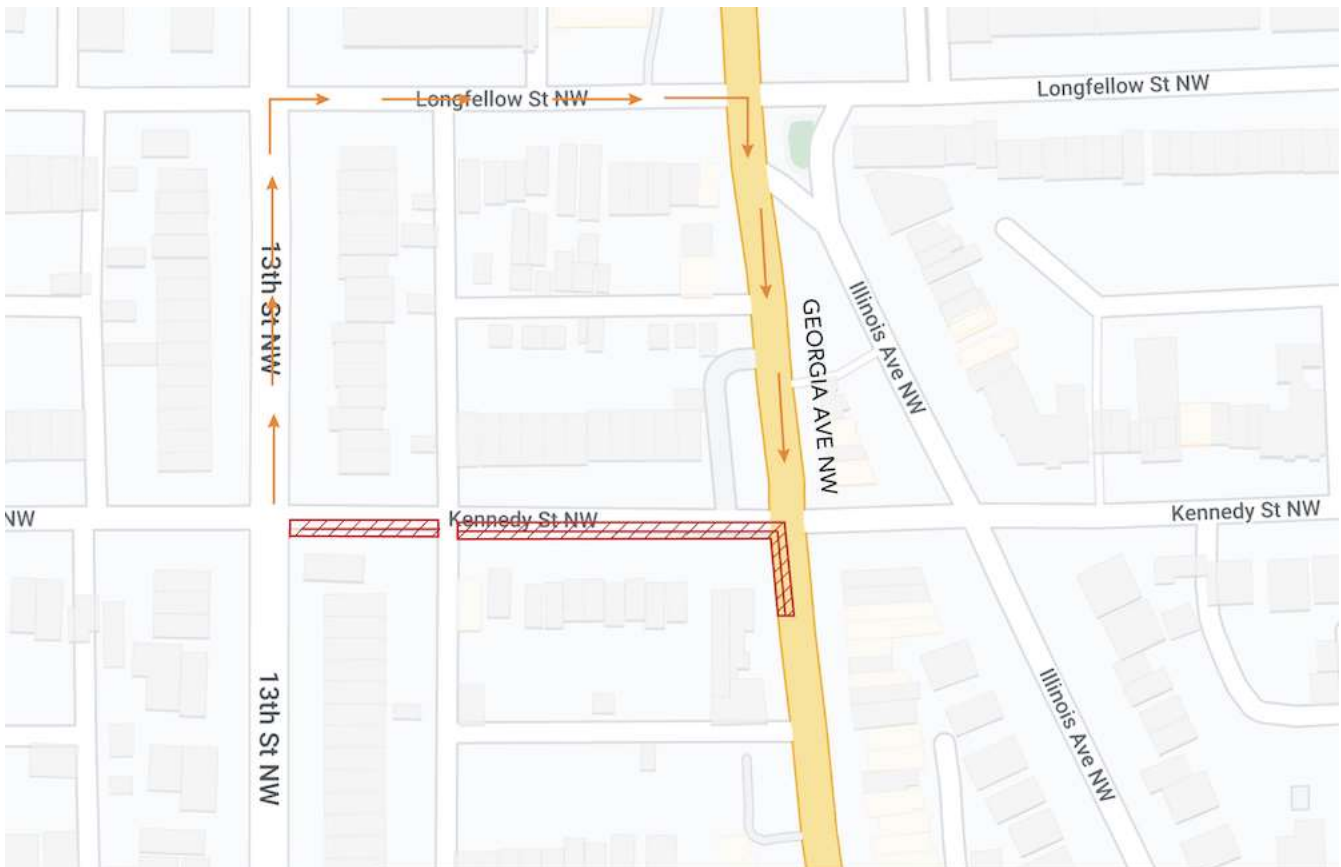 Longfellow St NW
Longfellow St NW
13th St NW
Illinois Ave NW
GEORGIA AVE NW
NW
Kennedy St NW
Kennedy St NW
13th St NW
Illinois Ave NW